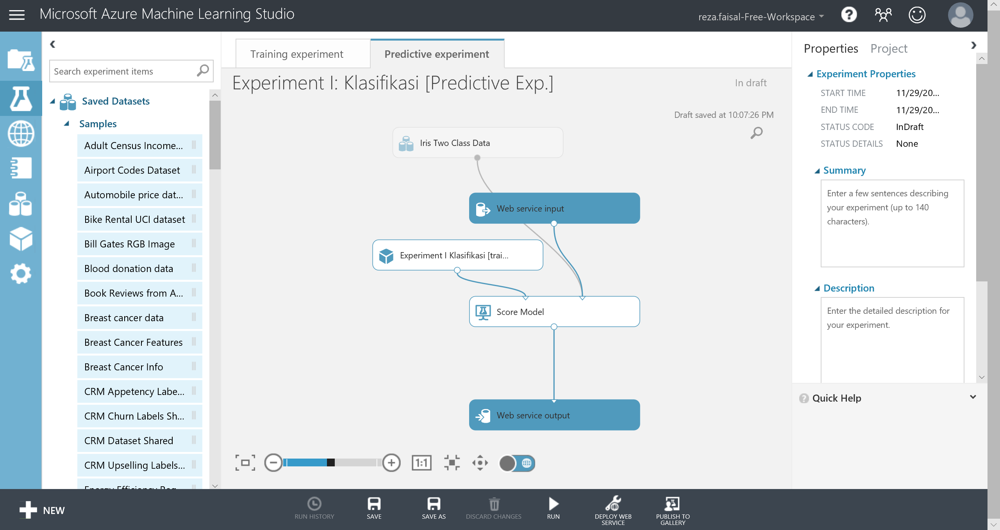 Microsoft Azure Machine Learning Studio
reza.faisal-Free-Workspace
Search experiment items
Saved Datasets
Samples
Adult Census Income...
Airport Codes Dataset
Automobile price dat...
Bike Rental UCI dataset
Bill Gates RGB Image
Blood donation data
Book Reviews from A...
Breast cancer data
Breast Cancer Features
Breast Cancer Info
CRM Appetency Labe...
CRM Churn Labels Sh...
CRM Dataset Shared
CRM Upselling Labels...
Energy Efficiency Reg...
Training experiment
Predictive experiment
Experiment I: Klasifikasi [Predictive Exp.]
In draft
Draft saved at 10:07:26 PM
Iris Two Class Data
Web service input
Experiment I Klasifikasi [trai...
Score Model
Web service output
1:1
Properties
Project
Experiment Properties
START TIME 11/29/20...
END TIME 11/29/20...
STATUS CODE InDraft
STATUS DETAILS None
Summary
Enter a few sentences describing
your experiment (up to 140
characters).
Description
Enter the detailed description for
your experiment.
Quick Help
NEW
RUN HISTORY
SAVE
SAVE AS
DISCARD CHANGES
RUN
DEPLOY WEB
SERVICE
PUBLISH TO
GALLERY